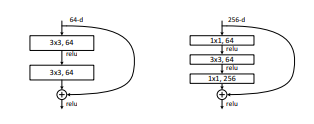 64-d
3x3, 64
relu
3x3, 64
relu
256-d
1x1, 64
relu
3x3, 64
relu
1x1, 256
relu